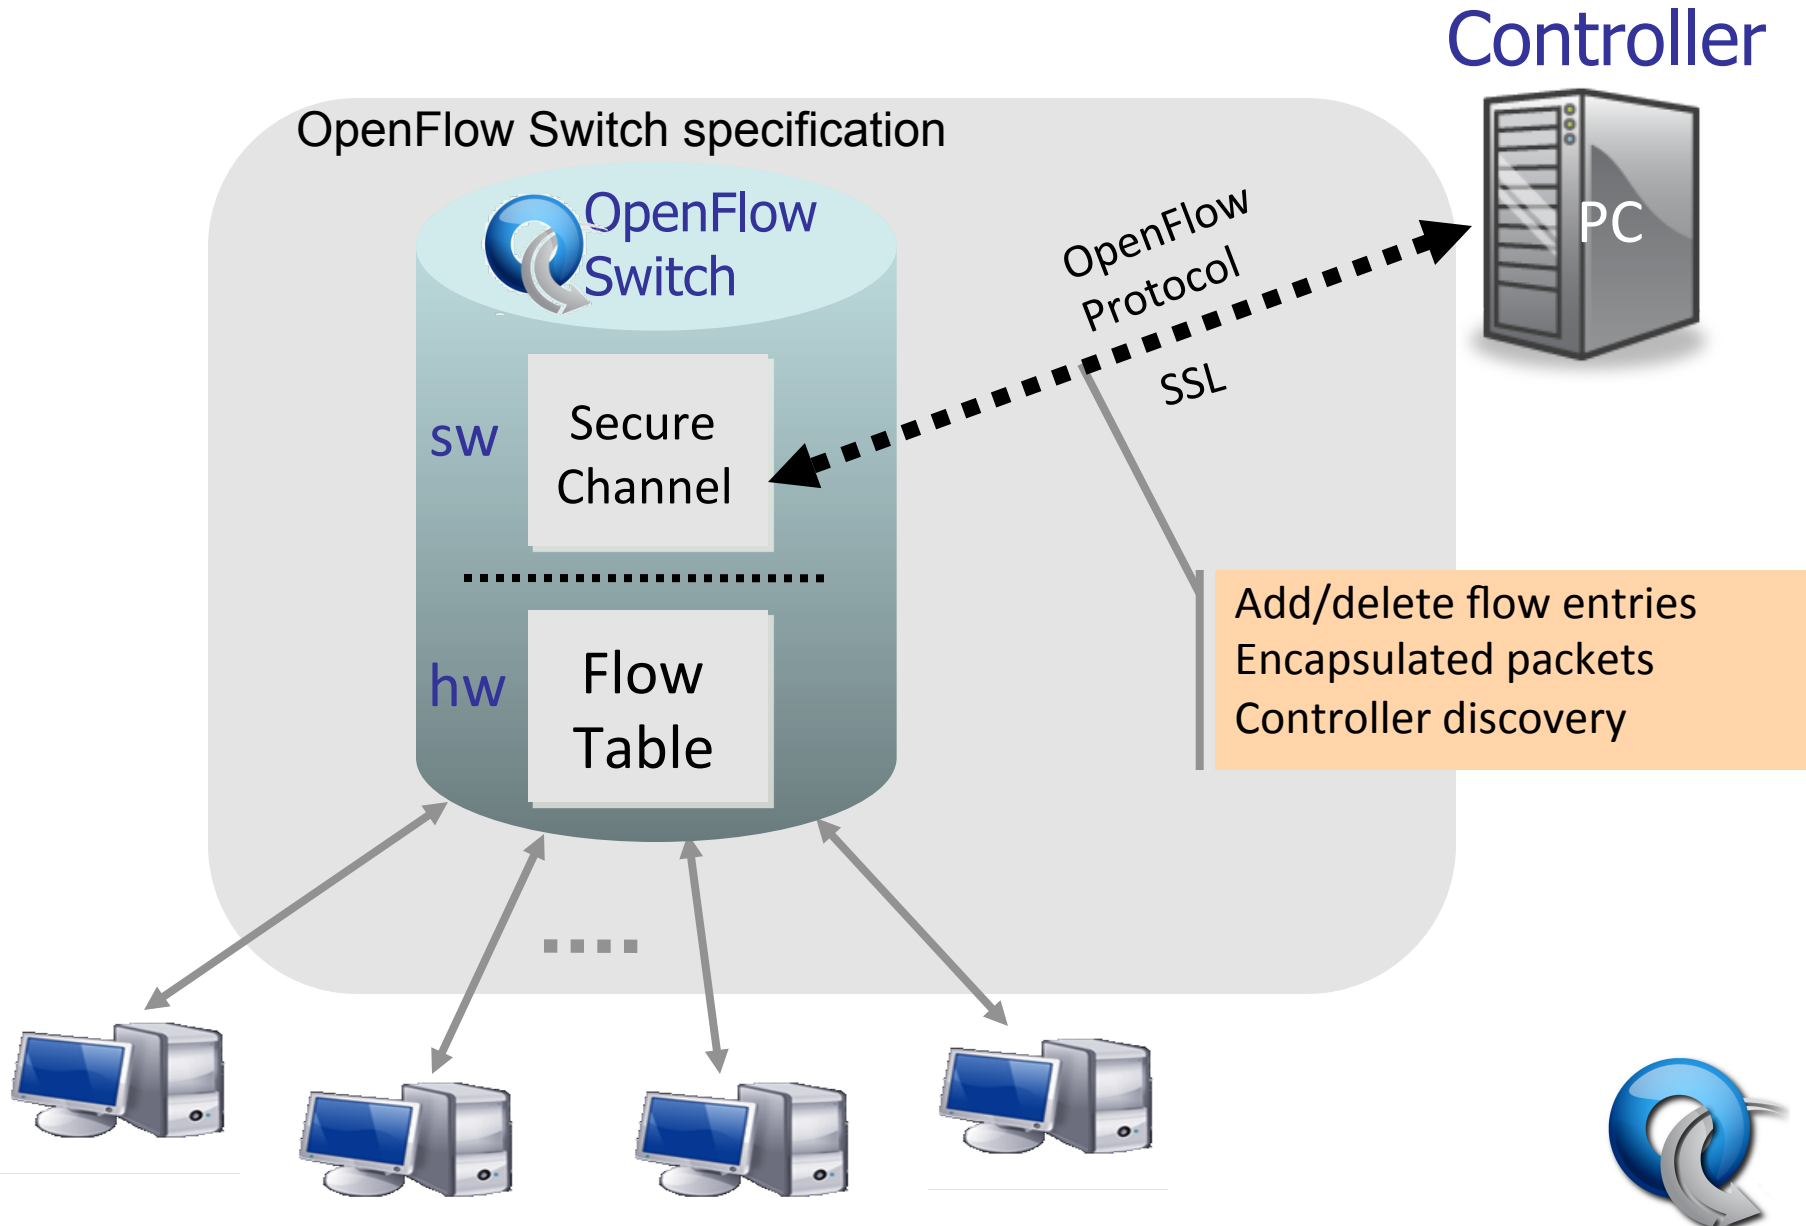 Controller
OpenFlow Switch specification
OpenFlow
Switch
OpenFlow
Protocol
SSL
PC
sw
Secure
Channel
hw
Flow
Table
Add/delete flow entries
Encapsulated packets
Controller discovery